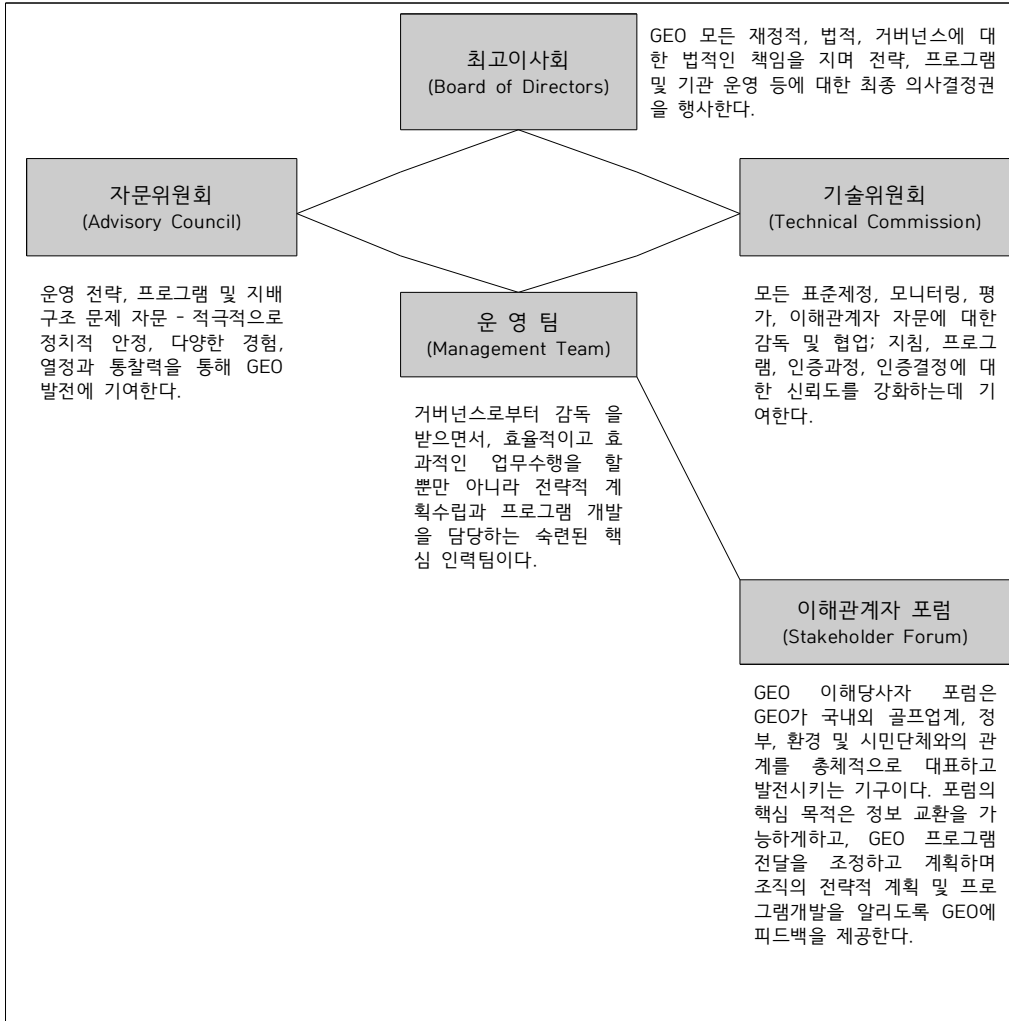 최고이사회
(Board of Directors)
GEO 모든 재정적, 법적, 거버넌스에 대
한 법적인 책임을 지며 전략, 프로그램
및 기관 운영 등에 대한 최종 의사결정권
을 행사한다.
자문위원회
(Advisory Council)
기술위원회
(Technical Commission)
운영 전략, 프로그램 및 지배
구조 문제 자문 - 적극적으로
정치적 안정, 다양한 경험,
열정과 통찰력을 통해 GEO
발전에 기여한다.
운 영 팀
(Management Team)
모든 표준제정, 모니터링, 평
가, 이해관계자 자문에 대한
감독 및 협업; 지침, 프로그
램, 인증과정, 인증결정에 대
한 신뢰도를 강화하는데 기
여한다.
거버넌스로부터 감독 을
받으면서, 효율적이고 효
과적인 업무수행을 할
뿐만 아니라 전략적 계
획수립과 프로그램 개발
을 담당하는 숙련된 핵
심 인력팀이다.
이해관계자 포럼
(Stakeholder Forum)
GEO 이해당사자 포럼은
GEO가 국내외 골프업계, 정
부, 환경 및 시민단체와의 관
계를 총체적으로 대표하고
발전시키는 기구이다. 포럼의
핵심 목적은 정보 교환을 가
능하게하고, GEO 프로그램
전달을 조정하고 계획하며
조직의 전략적 계획 및 프로
그램개발을 알리도록 GEO에
피드백을 제공한다.